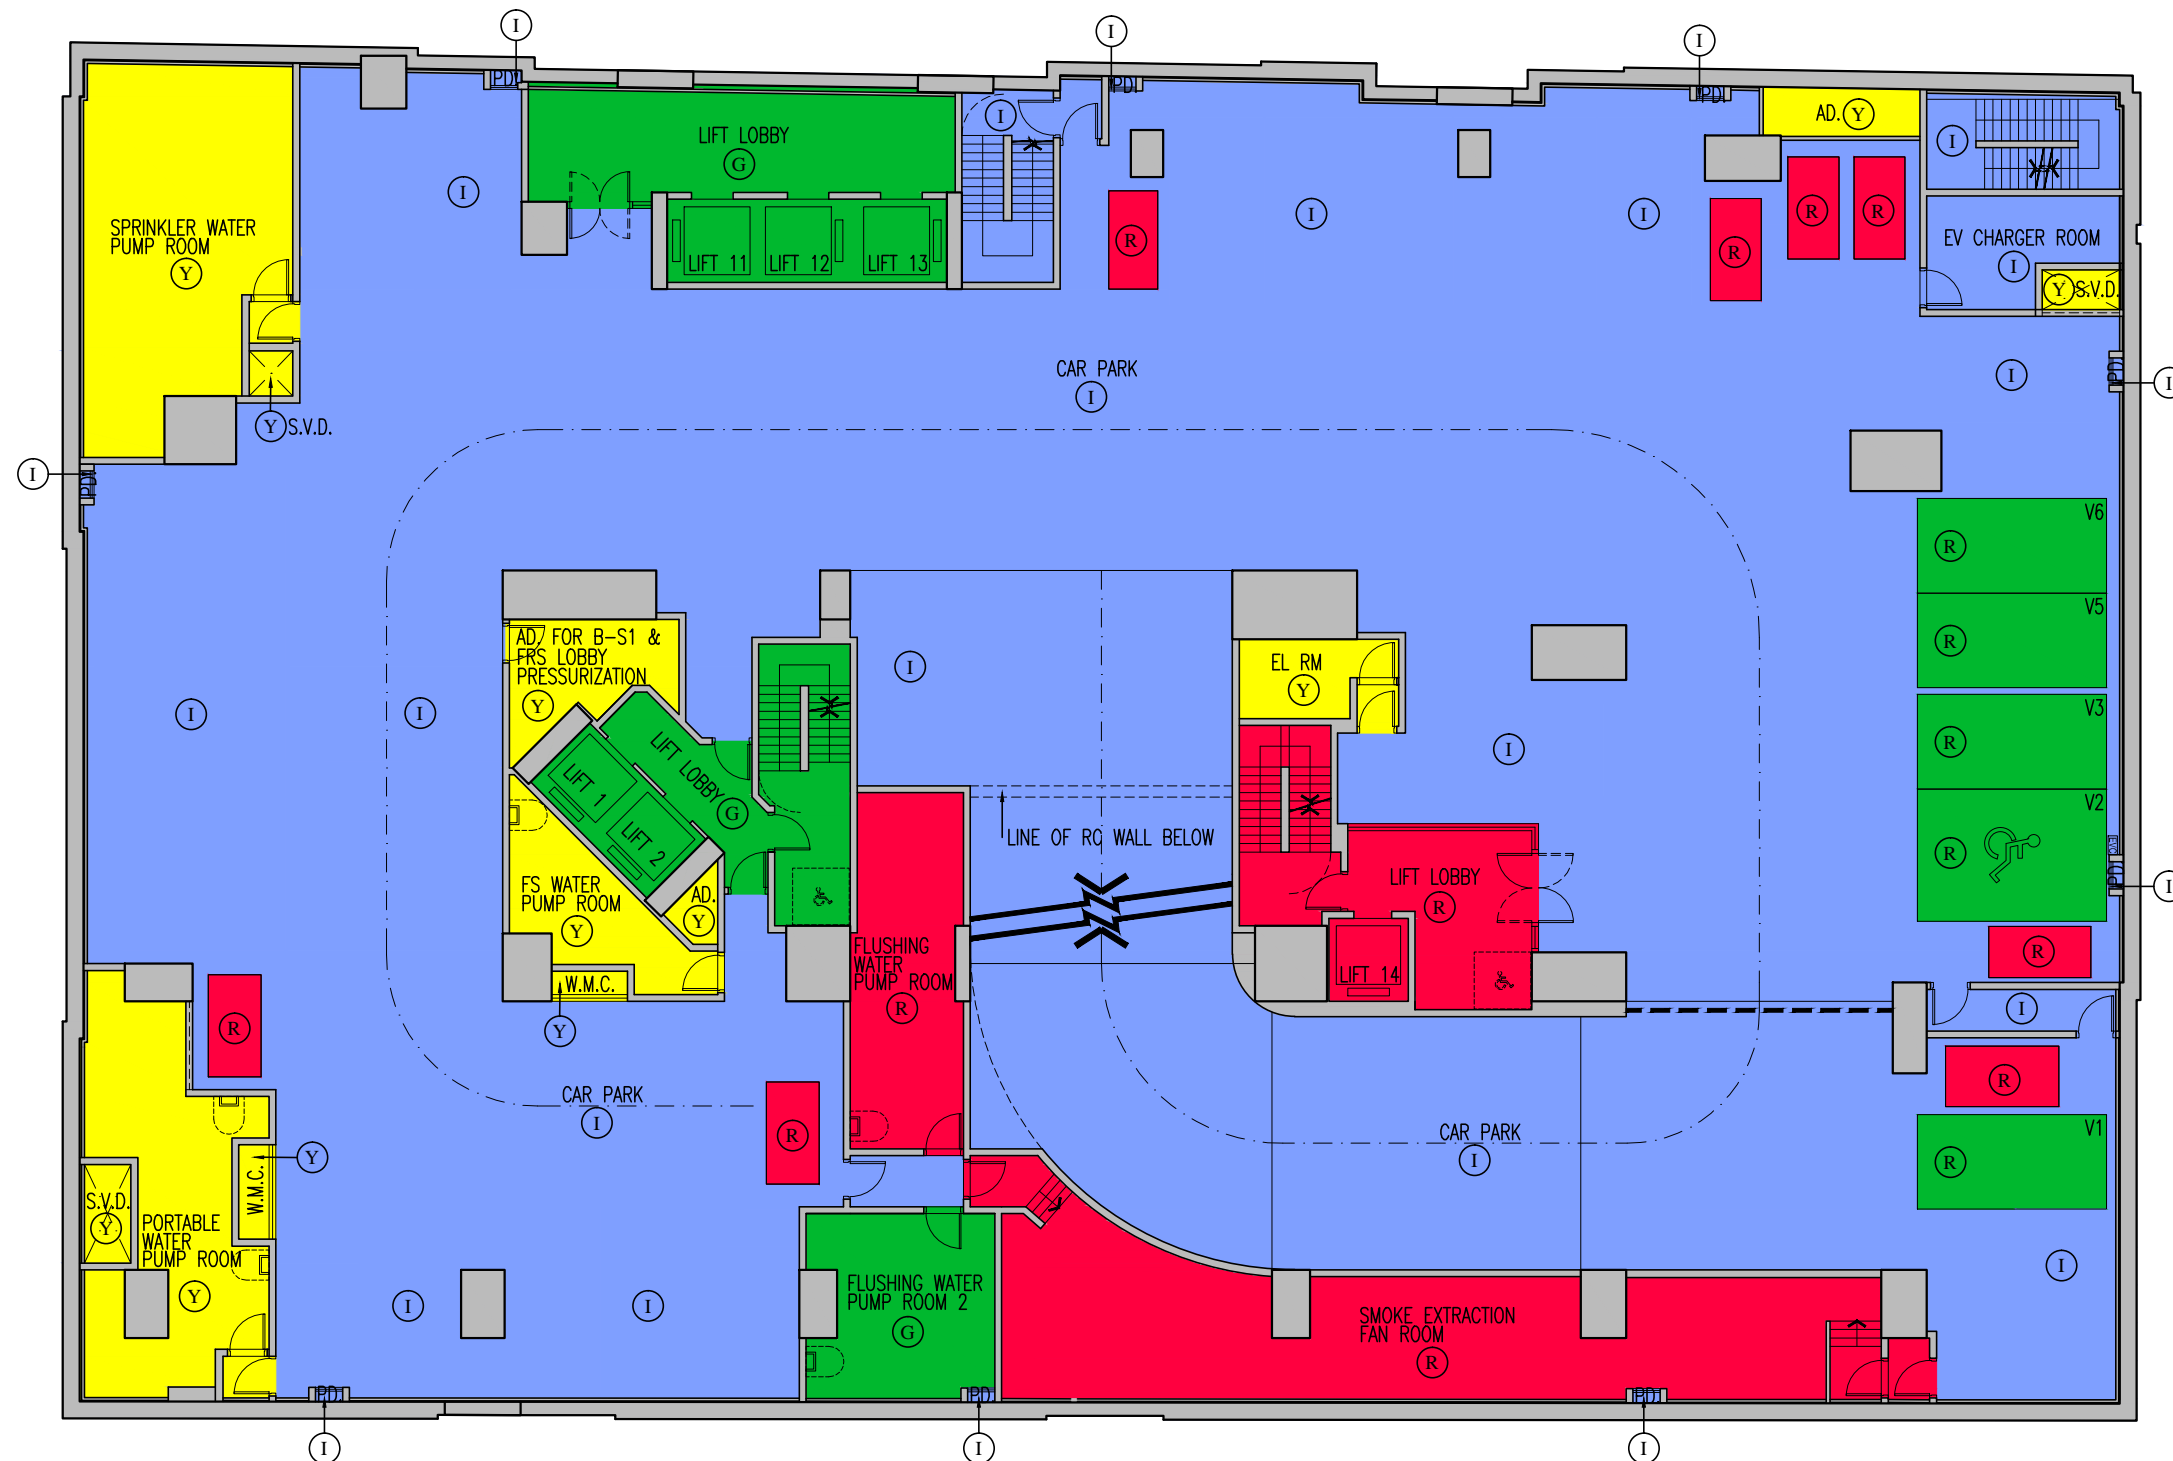 I
I
I
PD.
PD.
PD.
I
AD. Y
I
LIFT LOBBY
G
I
I
I
R
R
R
R
SPRINKLER WATER
PUMP ROOM
Y
EV CHARGER ROOM
I
LIFT 11
LIFT 12
LIFT 13
Y S.V.D.
CAR PARK
I
I
PD.
I
Y S.V.D.
I
PD.
V6
R
V5
R
V3
R
V2
R
AD. FOR B-S1 &
FRS LOBBY
PRESSURIZATION
Y
I
EL RM
Y
I
I
I
LIFT LOBBY
G
LIFT 1
LIFT 2
LINE OF RC WALL BELOW
EVC
PD.
I
FS WATER
PUMP ROOM
Y
AD.
Y
LIFT LOBBY
R
LIFT 14
FLUSHING
WATER
PUMP ROOM
R
R
W.M.C.
Y
R
I
R
CAR PARK
I
R
CAR PARK
I
V1
R
W.M.C.
Y
S.V.D.
Y
PORTABLE
WATER
PUMP ROOM
Y
I
I
I
FLUSHING WATER
PUMP ROOM 2
G
SMOKE EXTRACTION
FAN ROOM
R
PD.
PD.
PD.
I
I
I